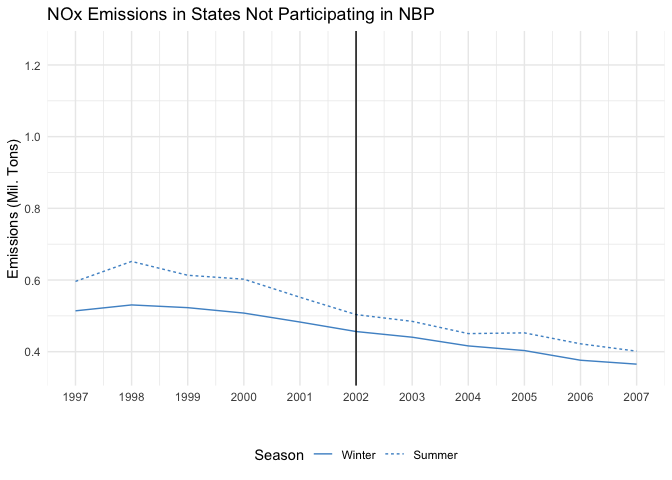 NOx Emissions in States Not Participating in NBP
Emissions (Mil. Tons)
1.2
1.0
0.8
0.6
0.4
1997 1998 1999 2000 2001 2002 2003 2004 2005 2006 2007
Season Winter Summer